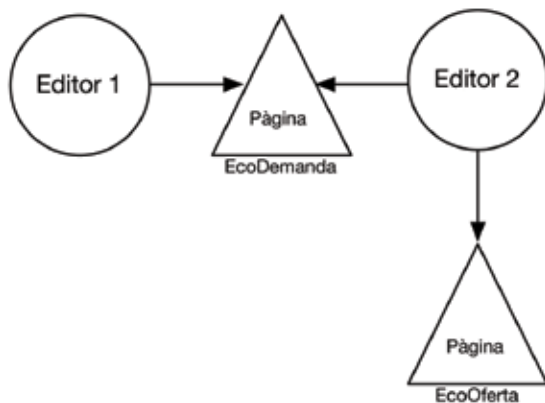 Editor 1
Pàgina
EcoDemanda
Editor 2
Pàgina
EcoOferta